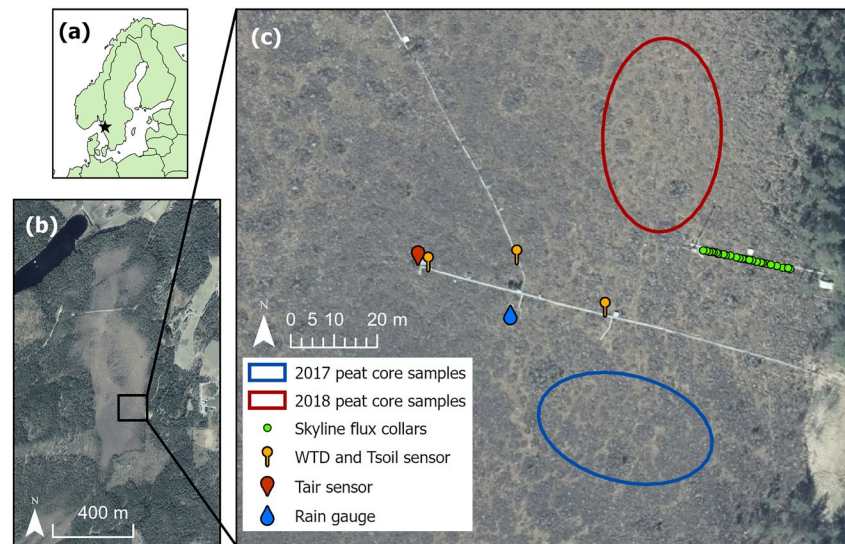 (a)
(b)
N
400 m
(c)
N
0 5 10 20 m
2017 peat core samples
2018 peat core samples
Skyline flux collars
WTD and Tsoil sensor
Tair sensor
Rain gauge